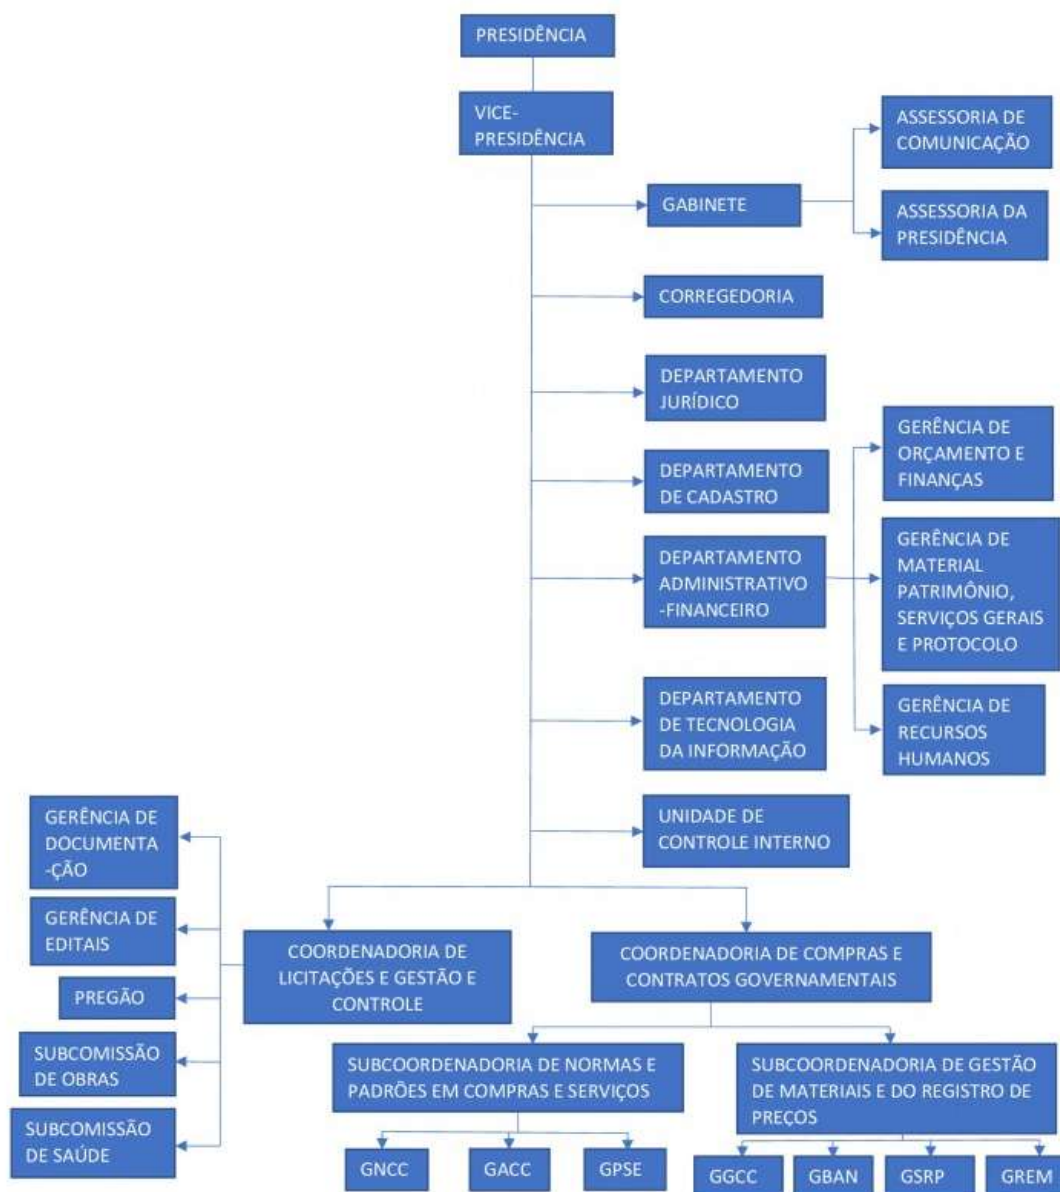 PRESIDÊNCIA
VICE-
PRESIDÊNCIA
ASSESSORIA DE
COMUNICAÇÃO
GABINETE
ASSESSORIA DA
PRESIDÊNCIA
CORREGEDORIA
DEPARTAMENTO
JURÍDICO
GERÊNCIA DE
ORÇAMENTO E
FINANÇAS
DEPARTAMENTO
DE CADASTRO
DEPARTAMENTO
ADMINISTRATIVO
-FINANCEIRO
GERÊNCIA DE
MATERIAL
PATRIMÔNIO,
SERVIÇOS GERAIS
E PROTOCOLO
DEPARTAMENTO
DE TECNOLOGIA
DA INFORMAÇÃO
GERÊNCIA DE
RECURSOS
HUMANOS
UNIDADE DE
CONTROLE INTERNO
GERÊNCIA DE
DOCUMENTA
-ÇÃO
GERÊNCIA DE
EDITAIS
PREGÃO
SUBCOMISSÃO
DE OBRAS
SUBCOMISSÃO
DE SAÚDE
COORDENADORIA DE
LICITAÇÕES E GESTÃO E
CONTROLE
COORDENADORIA DE COMPRAS E
CONTRATOS GOVERNAMENTAIS
SUBCOORDENADORIA DE NORMAS E
PADRÕES EM COMPRAS E SERVIÇOS
SUBCOORDENADORIA DE GESTÃO
DE MATERIAIS E DO REGISTRO DE
PREÇOS
GNCC
GACC
GPSE
GGCC
GBAN
GSRP
GREM